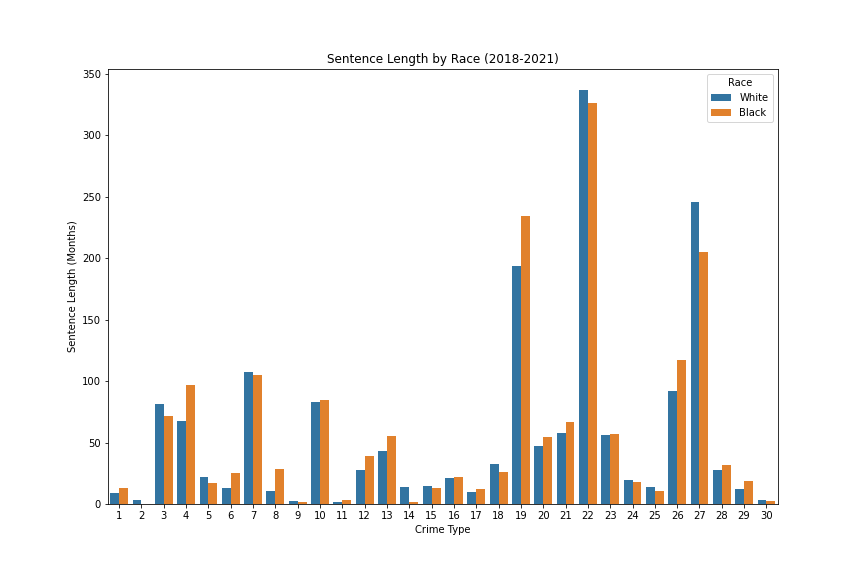 Sentence Length by Race (2018-2021)
Race
White
Black
Sentence Length (Months)
350
300
250
200
150
100
50
0
1 2 3 4 5 6 7 8 9 10 11 12 13 14 15 16 17 18 19 20 21 22 23 24 25 26 27 28 29 30
Crime Type